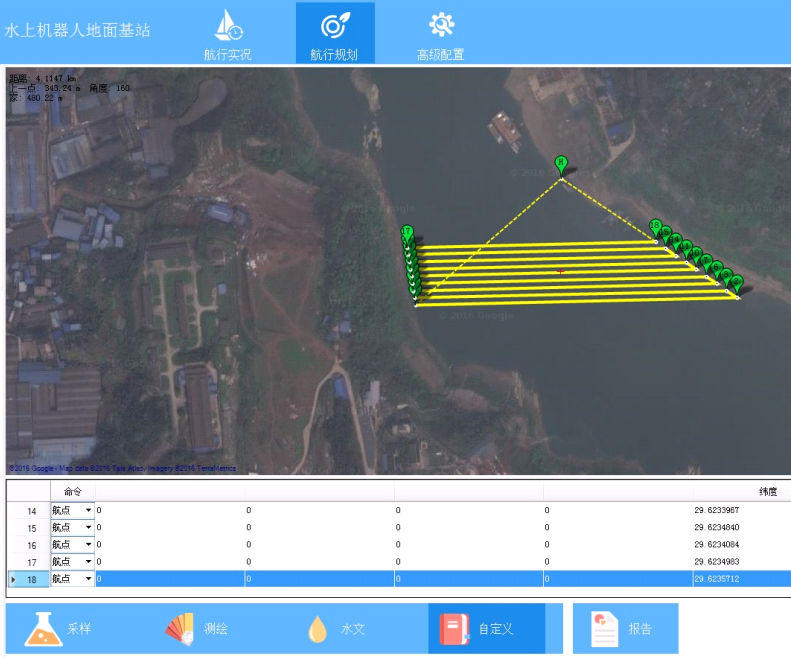 水上机器人地面基站
航行实况
航行规划
高级配置
距离: 4.1147 km
上一点: 343.24 m 角度: 160
家: 480.22 m
H
17
18
© 2016 Google
©2016 Google - Map data ©2016 Tele Atlas, Imagery ©2016 TerraMetrics
命令 纬度
14 航点 0 0 0 0 29.6233967
15 航点 0 0 0 0 29.6234840
16 航点 0 0 0 0 29.6234084
17 航点 0 0 0 0 29.6234983
18 航点 0 0 0 0 29.6235712
采样
测绘
水文
自定义
报告